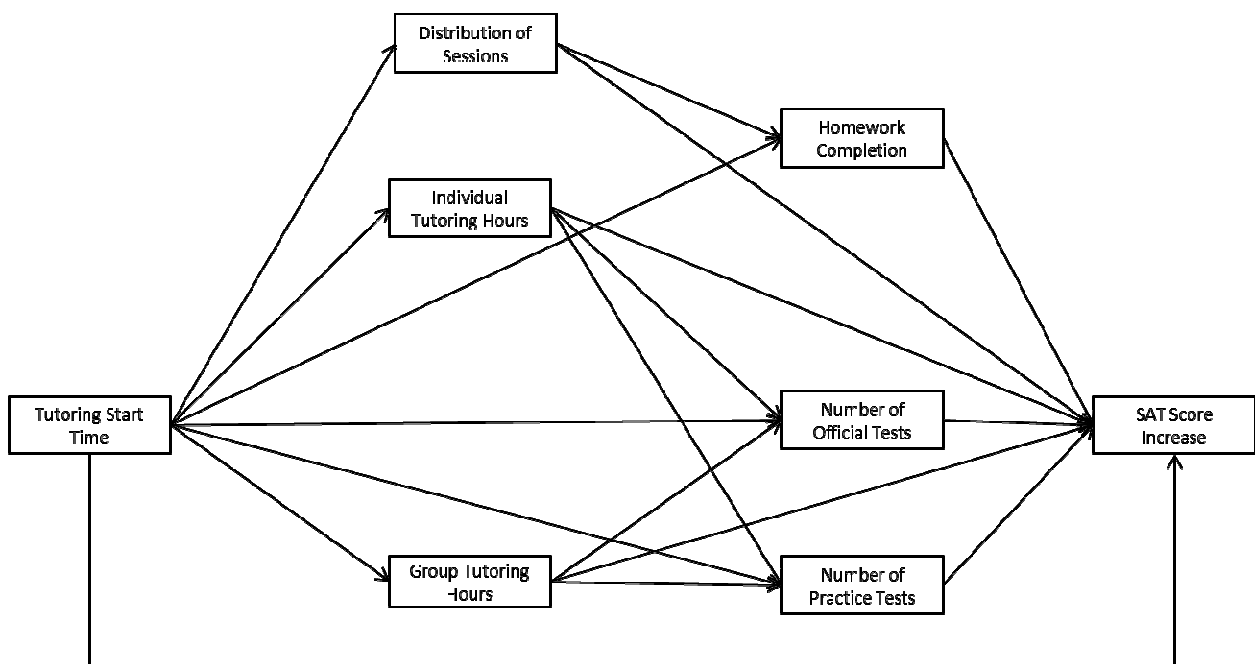 Distribution of
Sessions
Homework
Completion
Individual
Tutoring Hours
Tutoring Start
Time
Number of
Official Tests
SAT Score
Increase
Group Tutoring
Hours
Number of
Practice Tests